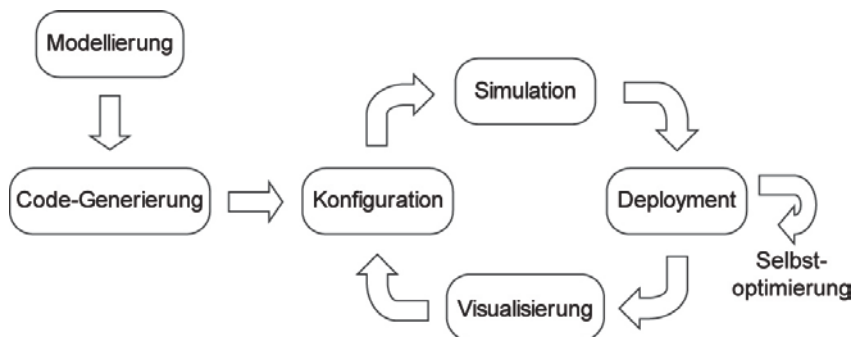 Modellierung
Simulation
Code-Generierung
Konfiguration
Deployment
Selbst-
optimierung
Visualisierung